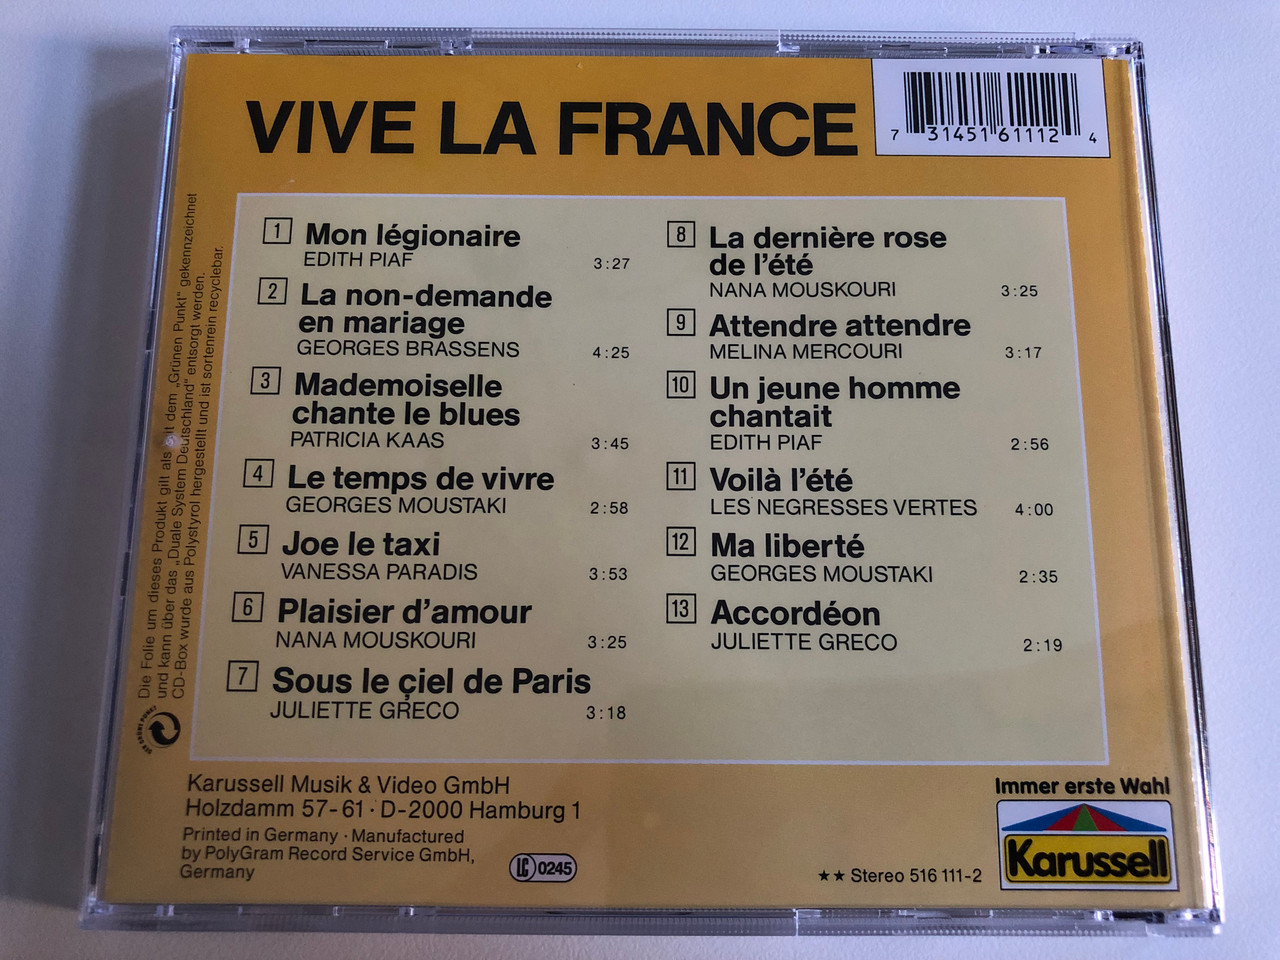 VIVE LA FRANCE
7 31451 61112 4
1 Mon légionaire
EDITH PIAF 3:27
2 La non-demande
en mariage
GEORGES BRASSENS 4:25
3 Mademoiselle
chante le blues
PATRICIA KAAS 3:45
4 Le temps de vivre
GEORGES MOUSTAKI 2:58
5 Joe le taxi
VANESSA PARADIS 3:53
6 Plaisier d'amour
NANA MOUSKOURI 3:25
7 Sous le çiel de Paris
JULIETTE GRECO 3:18
8 La dernière rose
de l'été
NANA MOUSKOURI 3:25
9 Attendre attendre
MELINA MERCOURI 3:17
10 Un jeune homme
chantait
EDITH PIAF 2:56
11 Voilà l'été
LES NEGRESSES VERTES 4:00
12 Ma liberté
GEORGES MOUSTAKI 2:35
13 Accordéon
JULIETTE GRECO 2:19
Die Folie um dieses Produkt gilt als mit dem „Grünen Punkt" gekennzeichnet
und kann über das „Duale System Deutschland" entsorgt werden.
CD-Box wurde aus Polystyrol hergestellt und ist sortenrein recyclebar.
DER GRÜNE PUNKT
Karussell Musik & Video GmbH
Holzdamm 57-61 · D-2000 Hamburg 1
Printed in Germany · Manufactured
by PolyGram Record Service GmbH,
Germany
LC 0245
★★ Stereo 516 111-2
Immer erste Wahl
Karussell